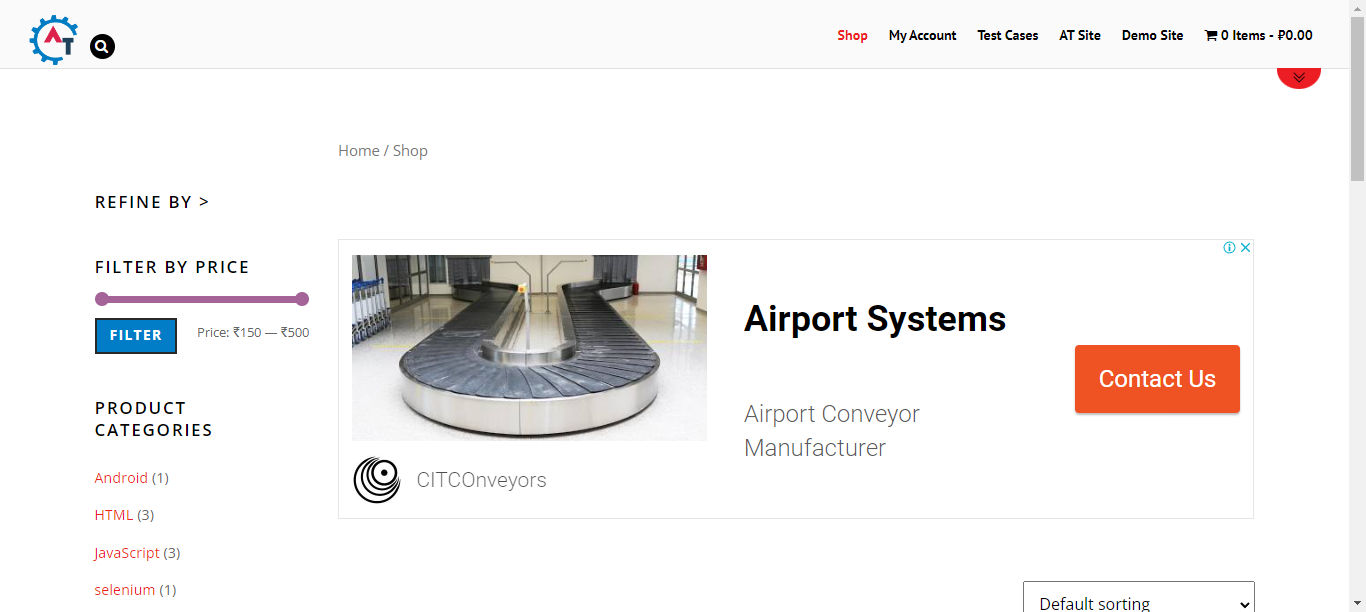 AT
Shop My Account Test Cases AT Site Demo Site 0 Items - ₽0.00
Home / Shop
REFINE BY >
FILTER BY PRICE
FILTER Price: ₹150 — ₹500
PRODUCT
CATEGORIES
Android (1)
HTML (3)
JavaScript (3)
selenium (1)
Airport Systems
Contact Us
Airport Conveyor
Manufacturer
CITCOnveyors
Default sorting